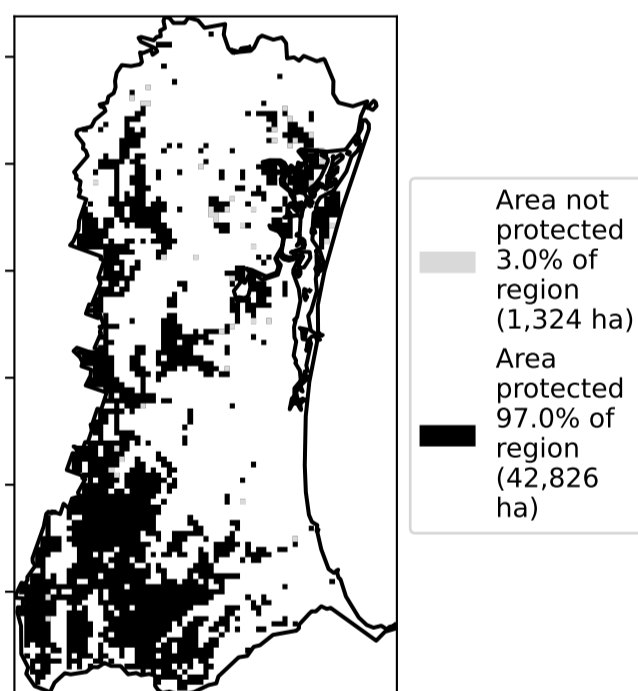 Area not
protected
3.0% of
region
(1,324 ha)
Area
protected
97.0% of
region
(42,826
ha)